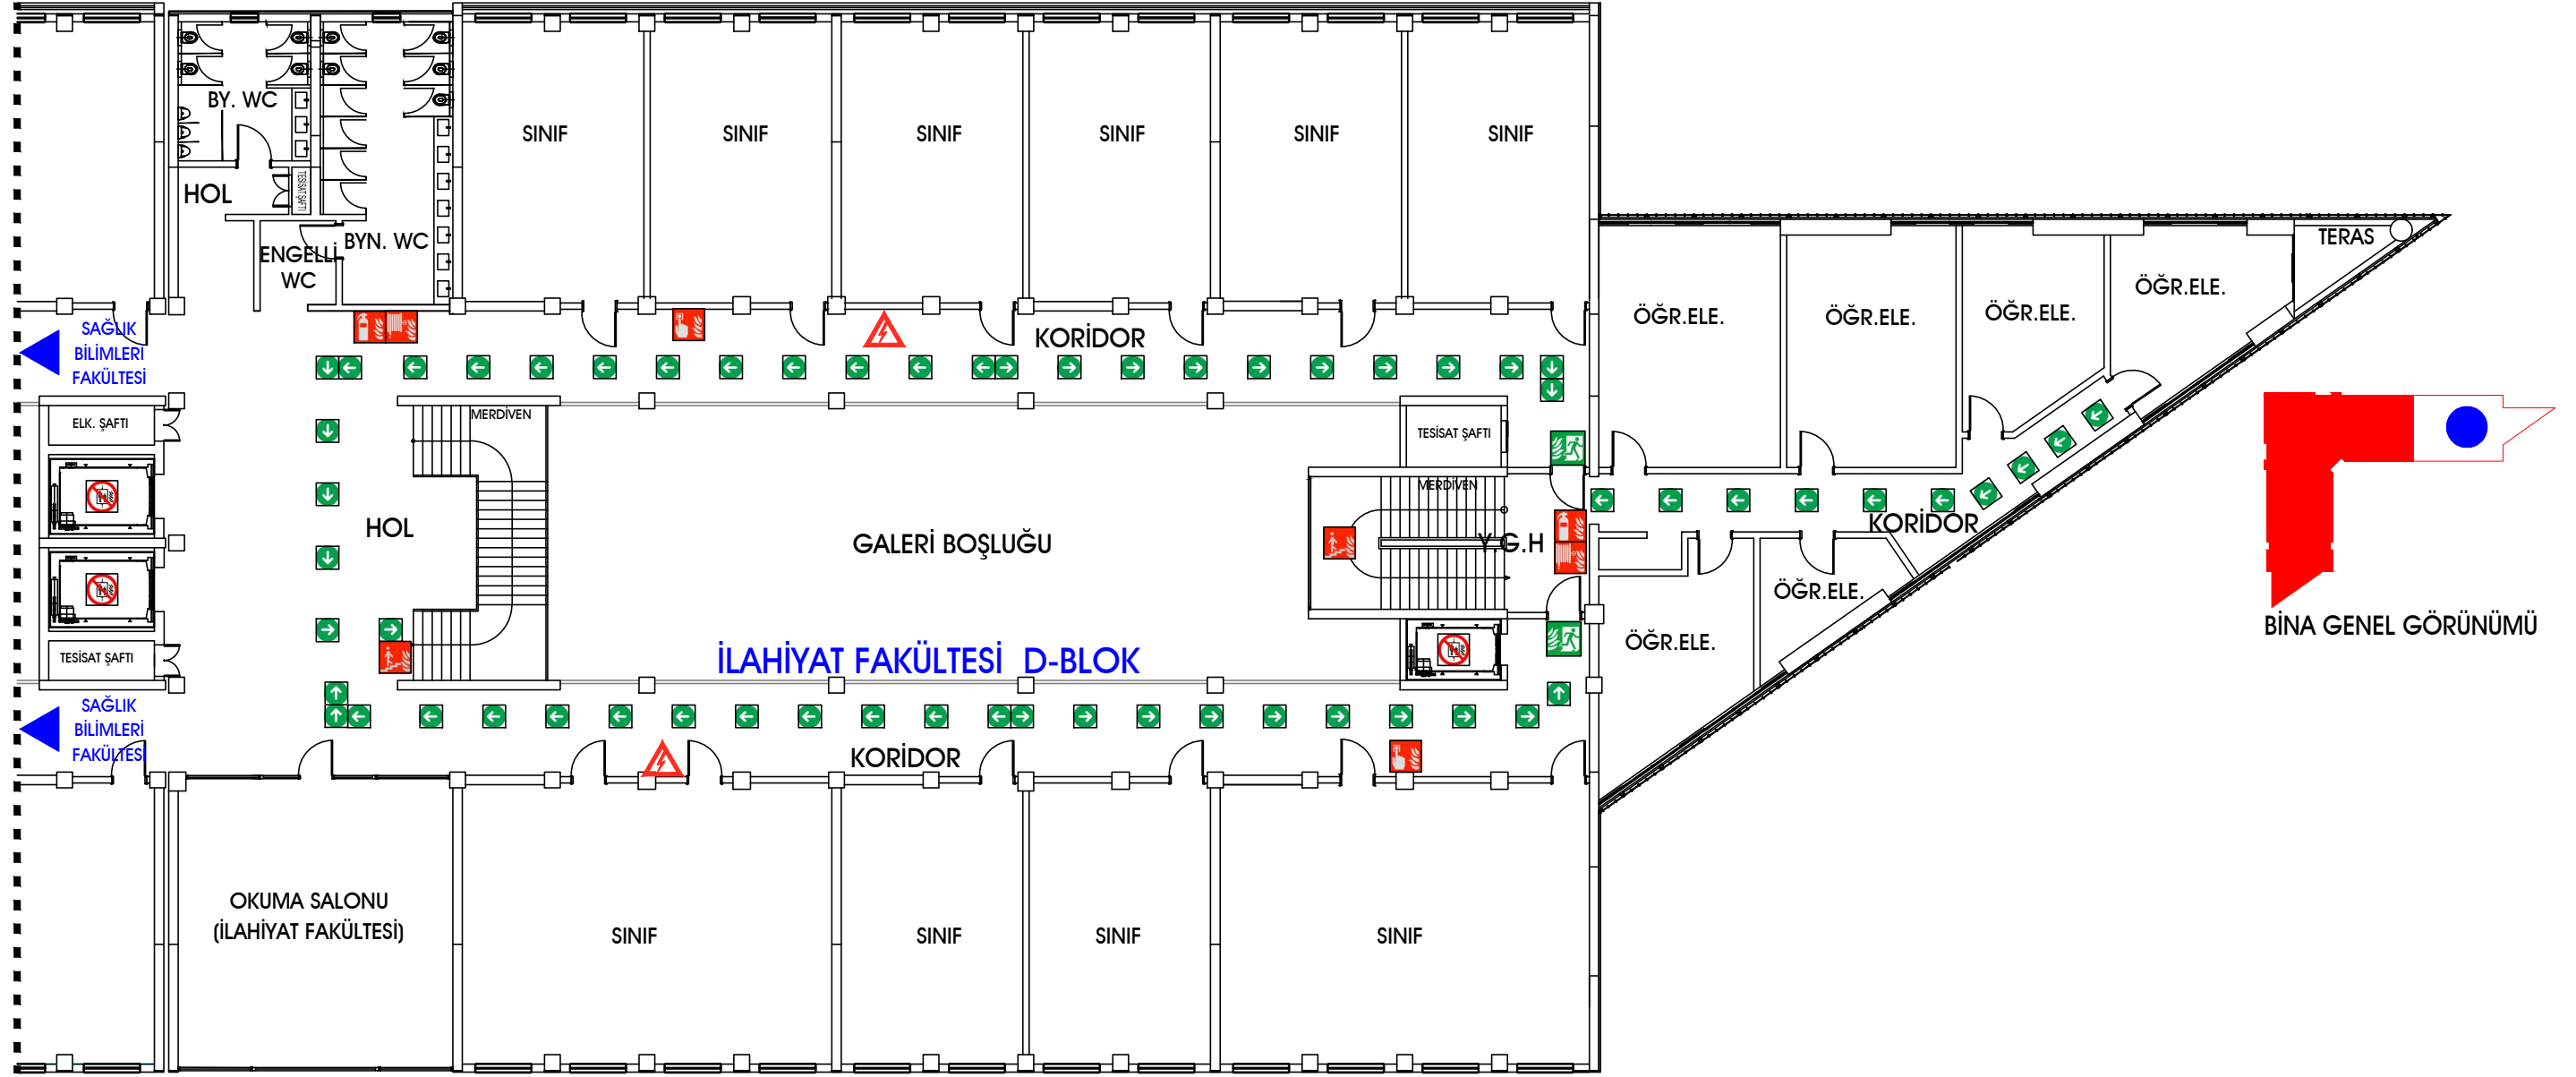 BY. WC
SINIF
SINIF
SINIF
SINIF
SINIF
SINIF
HOL
TESİSAT ŞAFTI
ENGELLİ
WC
BYN. WC
TERAS
ÖĞR.ELE.
ÖĞR.ELE.
ÖĞR.ELE.
ÖĞR.ELE.
SAĞLIK
BİLİMLERİ
FAKÜLTESİ
KORİDOR
ELK. ŞAFTI
MERDİVEN
TESİSAT ŞAFTI
MERDİVEN
HOL
GALERİ BOŞLUĞU
Y.G.H
KORİDOR
ÖĞR.ELE.
ÖĞR.ELE.
BİNA GENEL GÖRÜNÜMÜ
TESİSAT ŞAFTI
İLAHİYAT FAKÜLTESİ D-BLOK
SAĞLIK
BİLİMLERİ
FAKÜLTESİ
KORİDOR
OKUMA SALONU
(İLAHİYAT FAKÜLTESİ)
SINIF
SINIF
SINIF
SINIF